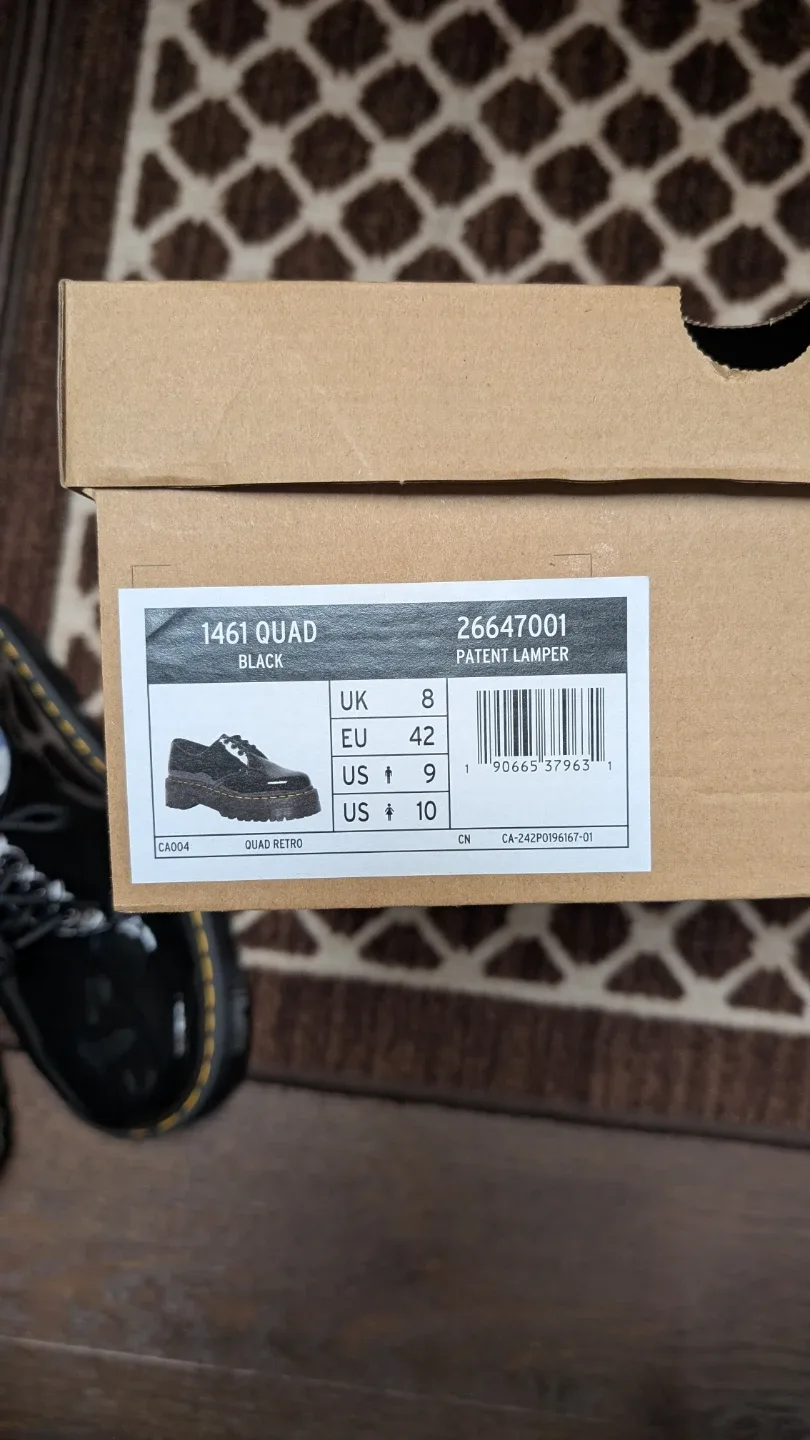 1461 QUAD
BLACK
26647001
PATENT LAMPER
UK 8
EU 42
US 9
US 10
1 90665 37963 1
CA004 QUAD RETRO CN CA-242P0196167-01